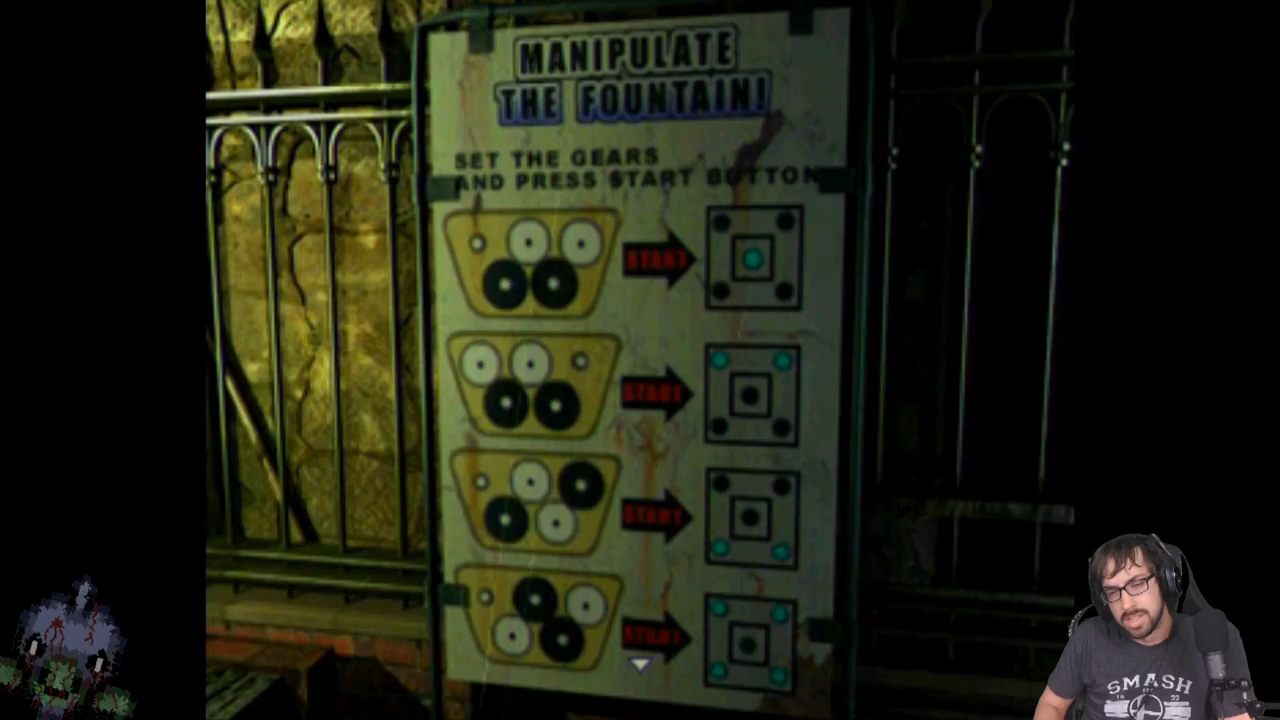 MANIPULATE
THE FOUNTAIN!
SET THE GEARS
AND PRESS START BUTTON
START
START
START
START
SMASH